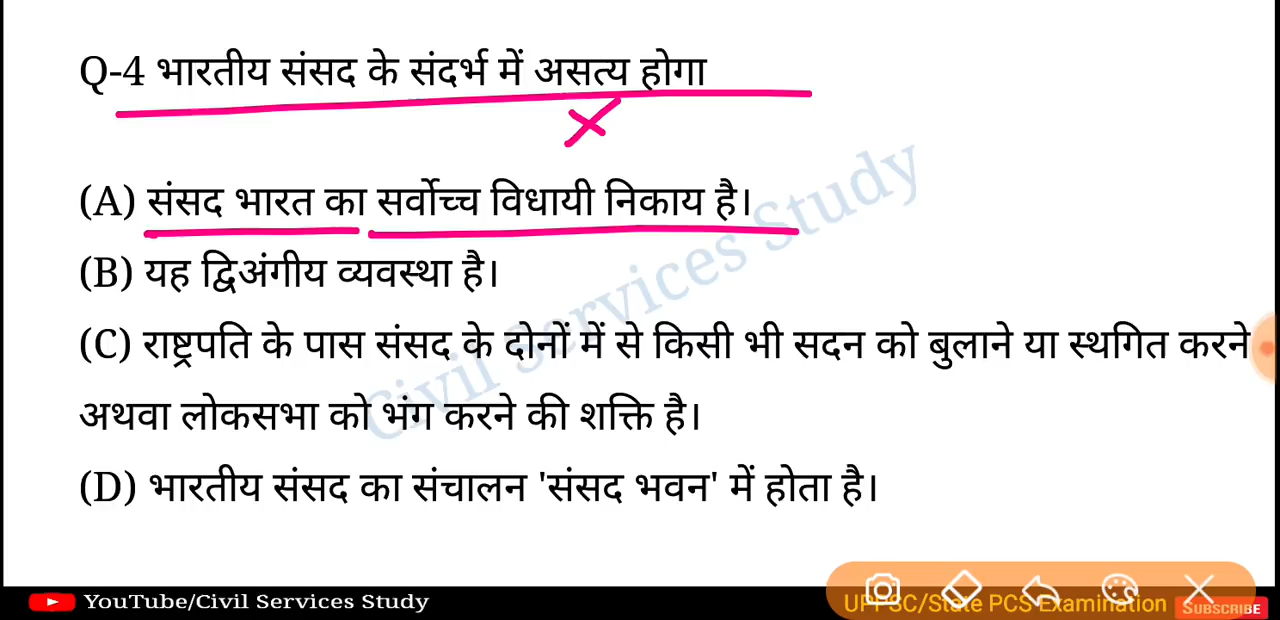 Q-4 भारतीय संसद के संदर्भ में असत्य होगा
(A) संसद भारत का सर्वोच्च विधायी निकाय है।
(B) यह द्विअंगीय व्यवस्था है।
(C) राष्ट्रपति के पास संसद के दोनों में से किसी भी सदन को बुलाने या स्थगित करने
अथवा लोकसभा को भंग करने की शक्ति है।
(D) भारतीय संसद का संचालन 'संसद भवन' में होता है।
Civil Services Study
YouTube/Civil Services Study
UPPSC/State PCS Examination
SUBSCRIBE